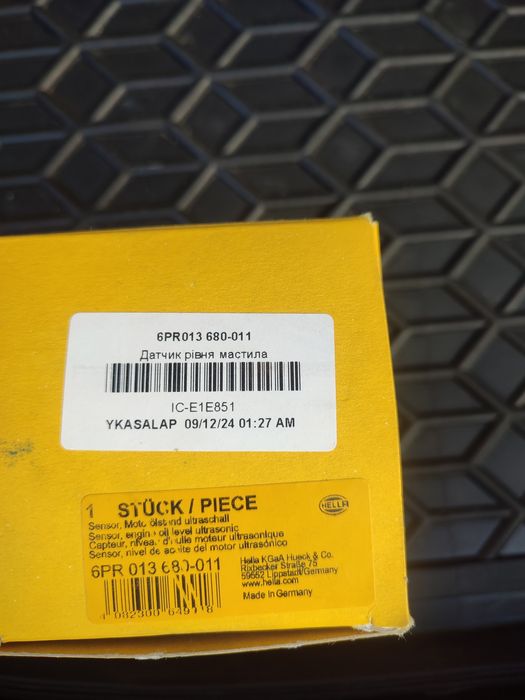 6PR013 680-011
Датчик рівня мастила
IC-E1E851
YKASALAP 09/12/24 01:27 AM
1 STÜCK / PIECE
HELLA
Sensor, Motorölstand ultraschall
Sensor, engine oil level ultrasonic
Capteur, niveau d'huile moteur ultrasonique
Sensor, nivel de aceite del motor ultrasónico
6PR 013 680-011
4 082300 649118
Hella KGaA Hueck & Co.
Rixbecker Straße 75
59552 Lippstadt/Germany
www.hella.com
Made in Germany